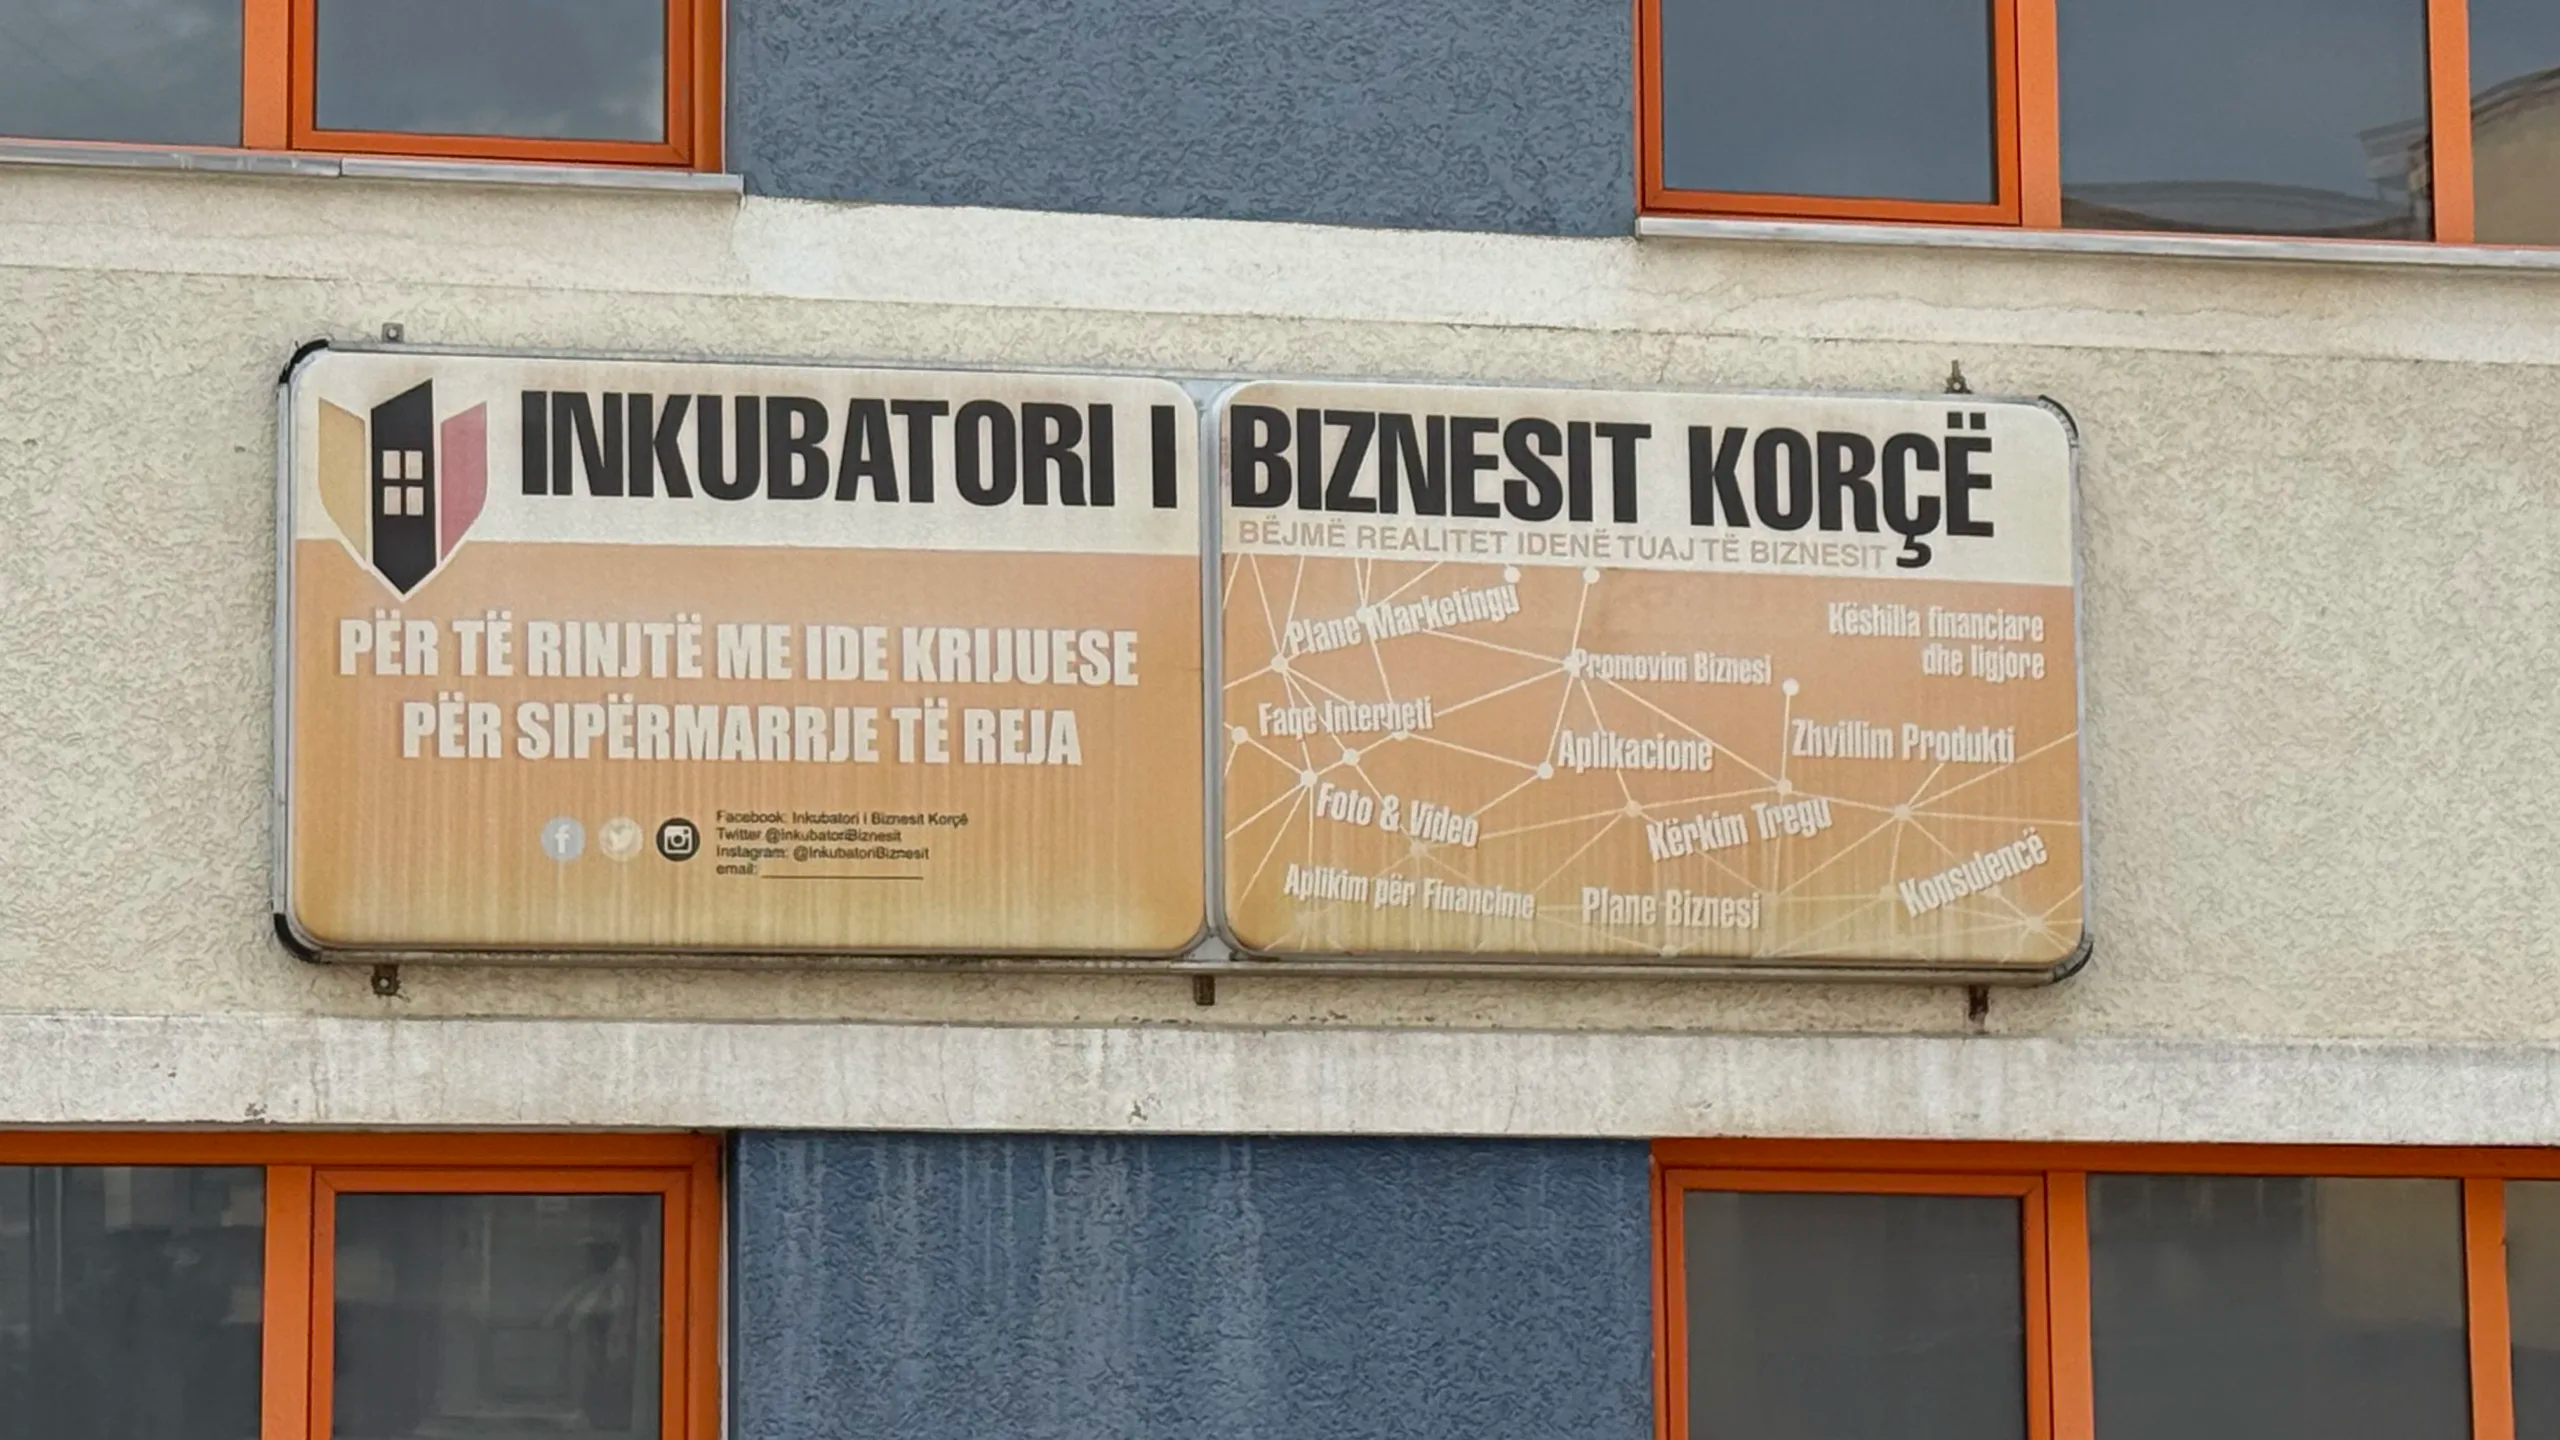 INKUBATORI I BIZNESIT KORÇË
BËJMË REALITET IDENË TUAJ TË BIZNESIT
PËR TË RINJTË ME IDE KRIJUESE
PËR SIPËRMARRJE TË REJA
Facebook: Inkubatori i Biznesit Korçë
Twitter @InkubatoriBiznesit
Instagram: @InkubatoriBiznesit
email:
Plane Marketingu
Këshilla financiare
dhe ligjore
Promovim Biznesi
Faqe Interneti
Aplikacione
Zhvillim Produkti
Foto & Video
Kërkim Tregu
Konsulencë
Aplikim për Financime
Plane Biznesi